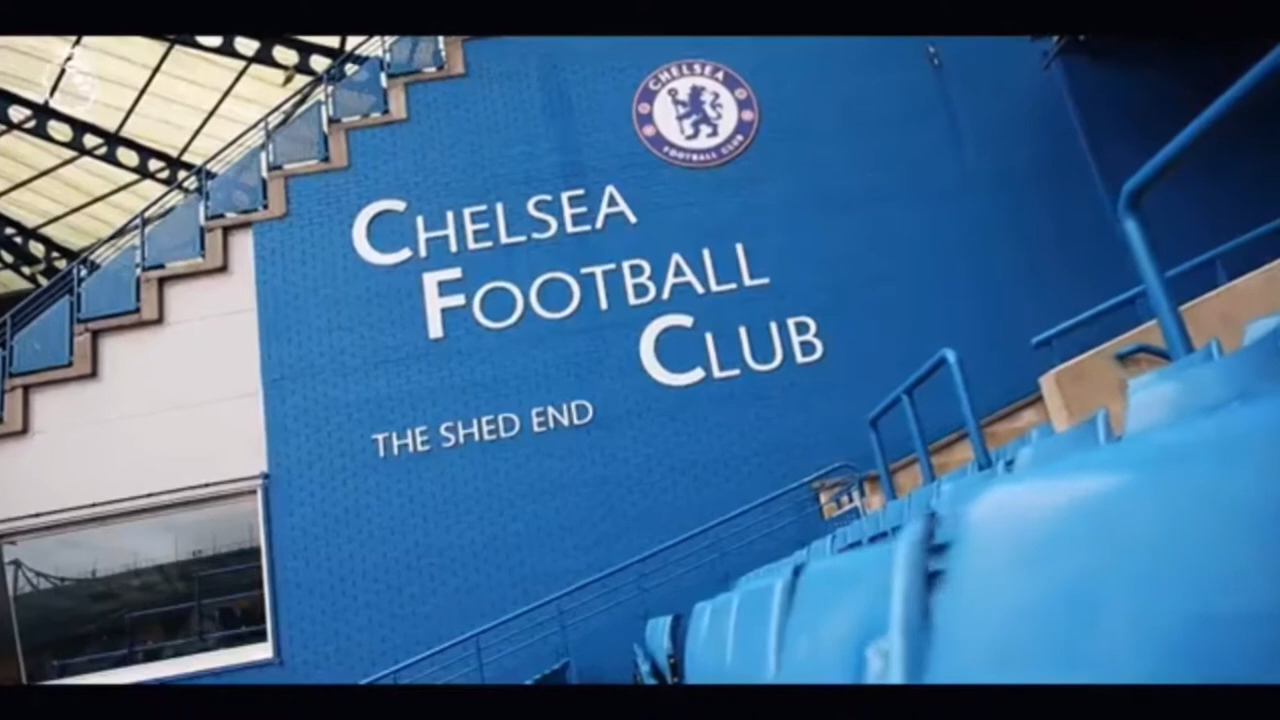 CHELSEA
FOOTBALL CLUB
CHELSEA
FOOTBALL
CLUB
THE SHED END